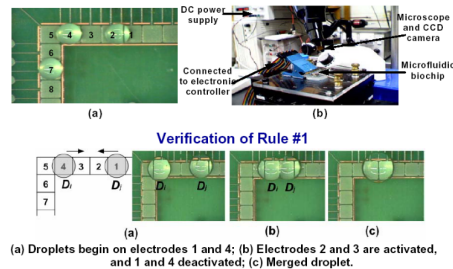 DC power
supply
Microscope
and CCD
camera
5 4 3 2 1
6
7
8
Connected
to electronic
controller
Microfluidic
biochip
(a)
(b)
Verification of Rule #1
5 4 3 2 1
6
7
Di Dj
Di Dj
Di Dj
(a)
(b)
(c)
(a) Droplets begin on electrodes 1 and 4; (b) Electrodes 2 and 3 are activated,
and 1 and 4 deactivated; (c) Merged droplet.